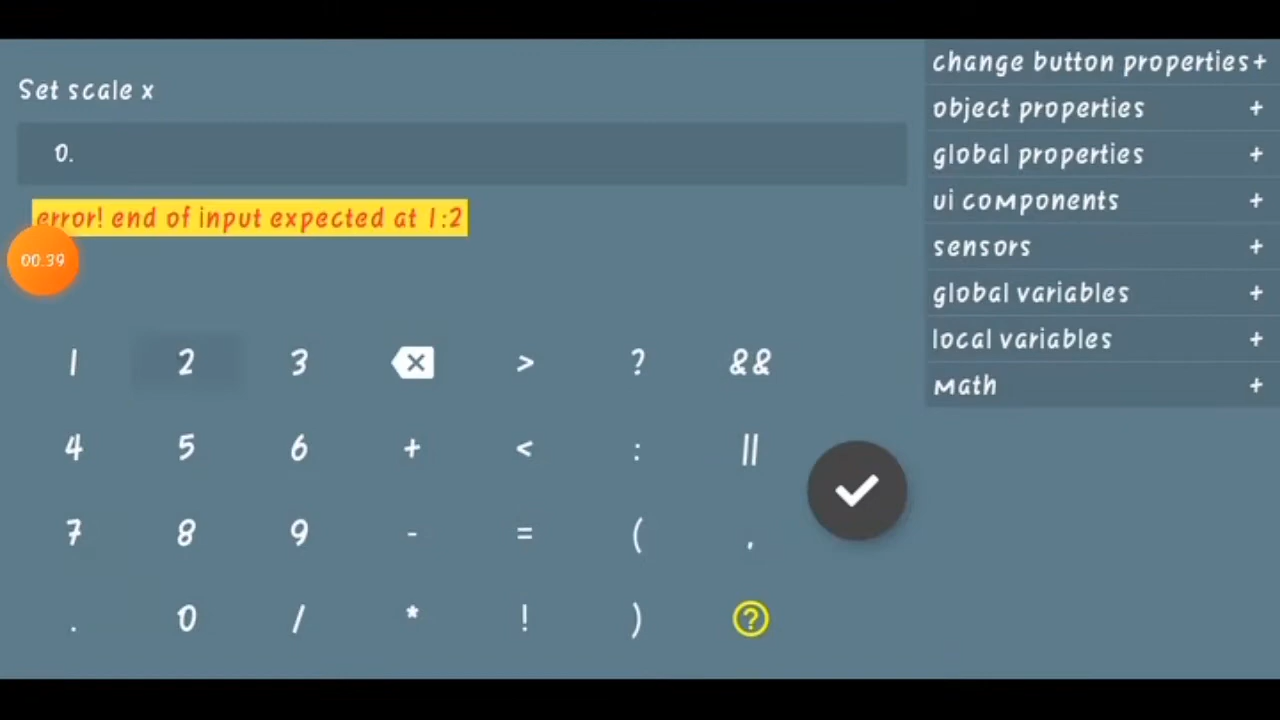 Set scale x
0.
error! end of input expected at 1:2
00:39
1 2 3 > ? &&
4 5 6 + < : ||
7 8 9 - = ( ,
. 0 / * ! ) ?
change button properties +
object properties +
global properties +
ui components +
sensors +
global variables +
local variables +
math +